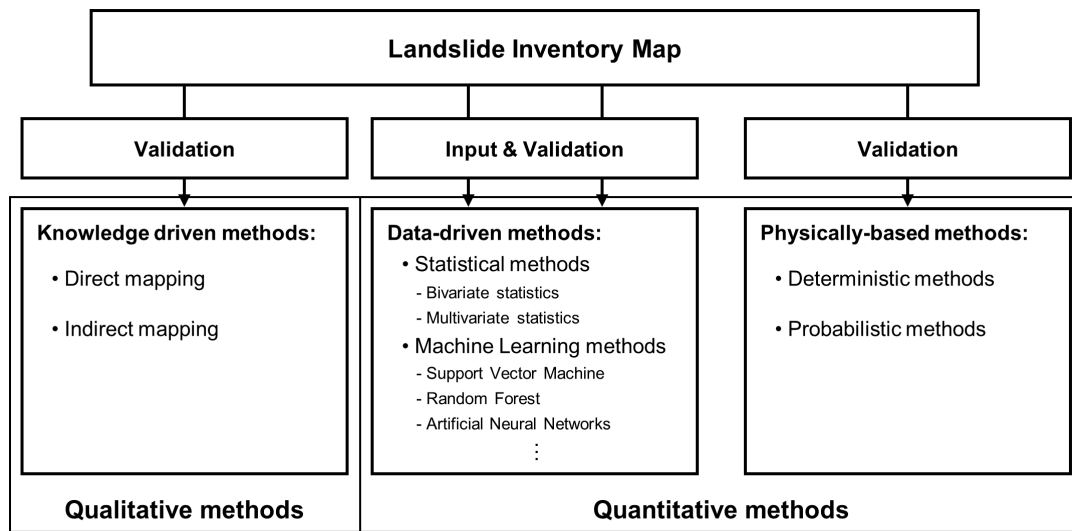 Landslide Inventory Map
Validation
Input & Validation
Validation
Knowledge driven methods:
• Direct mapping
• Indirect mapping
Data-driven methods:
• Statistical methods
- Bivariate statistics
- Multivariate statistics
• Machine Learning methods
- Support Vector Machine
- Random Forest
- Artificial Neural Networks
⋮
Physically-based methods:
• Deterministic methods
• Probabilistic methods
Qualitative methods
Quantitative methods